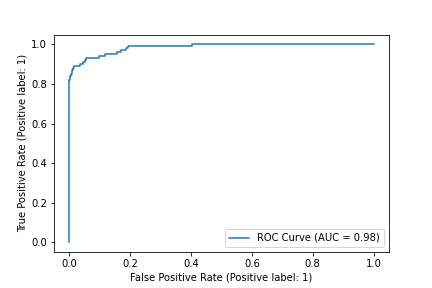 1.0
0.8
0.6
0.4
0.2
0.0
True Positive Rate (Positive label: 1)
ROC Curve (AUC = 0.98)
0.0 0.2 0.4 0.6 0.8 1.0
False Positive Rate (Positive label: 1)